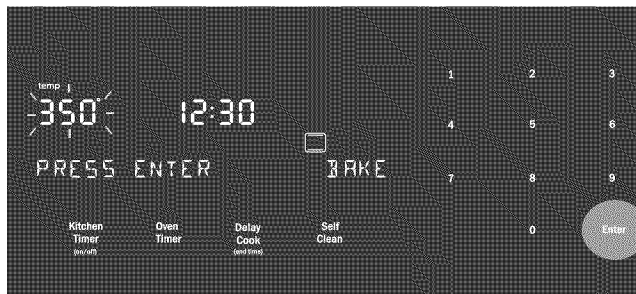 temp
350° 12:30
PRESS ENTER BAKE
1 2 3
4 5 6
7 8 9
0 Enter
Kitchen Timer (on/off)
Oven Timer
Delay Cook (end time)
Self Clean